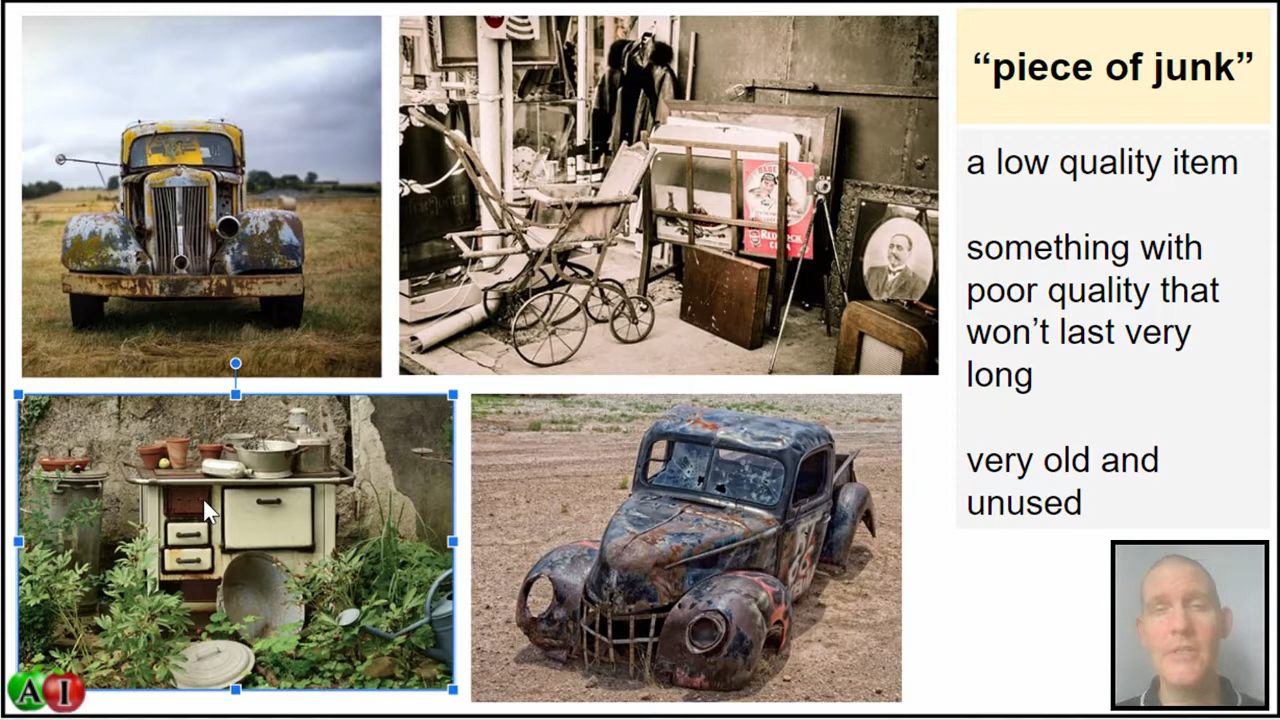 “piece of junk”
a low quality item
something with
poor quality that
won’t last very
long
very old and
unused
A I